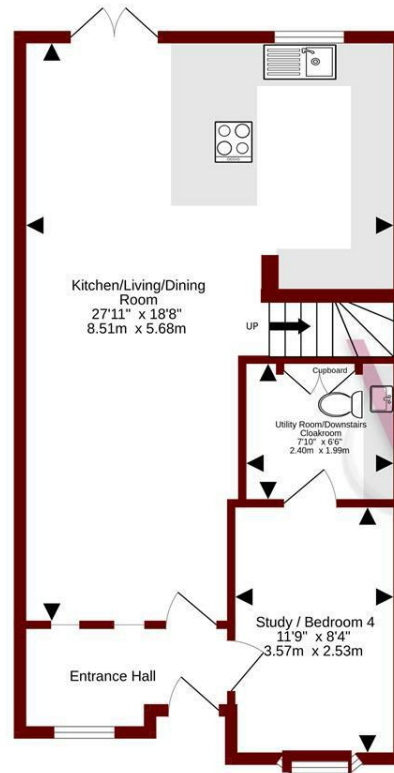 Kitchen/Living/Dining
Room
27'11" x 18'8"
8.51m x 5.68m
UP
Cupboard
Utility Room/Downstairs
Cloakroom
7'10" x 6'6"
2.40m x 1.99m
Study / Bedroom 4
11'9" x 8'4"
3.57m x 2.53m
Entrance Hall